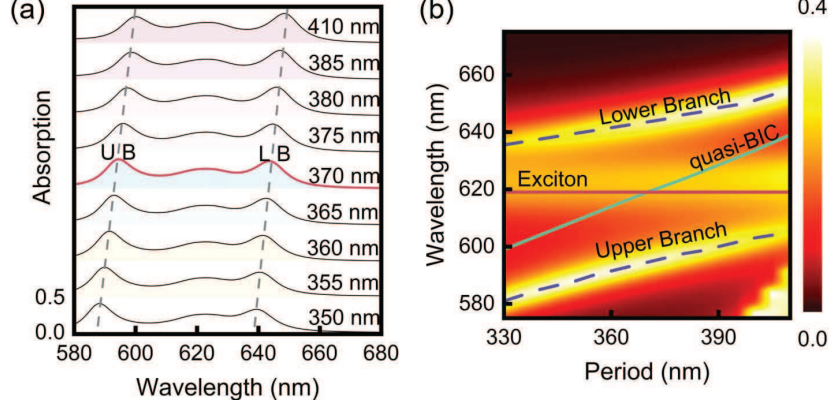 (a)
410 nm
385 nm
380 nm
375 nm
UB LB
370 nm
365 nm
360 nm
355 nm
350 nm
Absorption
0.5
0.0
580 600 620 640 660 680
Wavelength (nm)
(b)
0.4
660
640
620
600
580
Wavelength (nm)
Lower Branch
quasi-BIC
Exciton
Upper Branch
330 360 390
0.0
Period (nm)